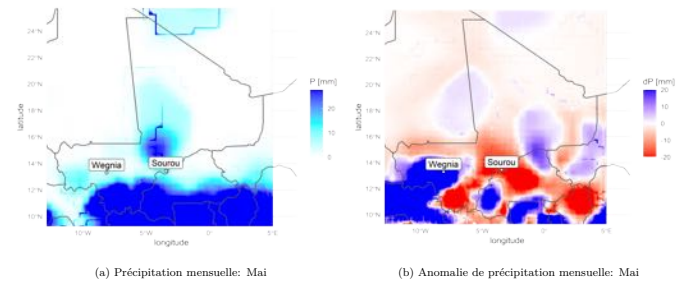 24°N
22°N
20°N
18°N
16°N
14°N
12°N
10°N
latitude
Wegnia
Sourou
10°W
5°W
0°
5°E
longitude
P [mm]
20
10
0
(a) Précipitation mensuelle: Mai
24°N
22°N
20°N
18°N
16°N
14°N
12°N
10°N
latitude
Wegnia
Sourou
10°W
5°W
0°
5°E
longitude
dP [mm]
20
10
0
-10
-20
(b) Anomalie de précipitation mensuelle: Mai